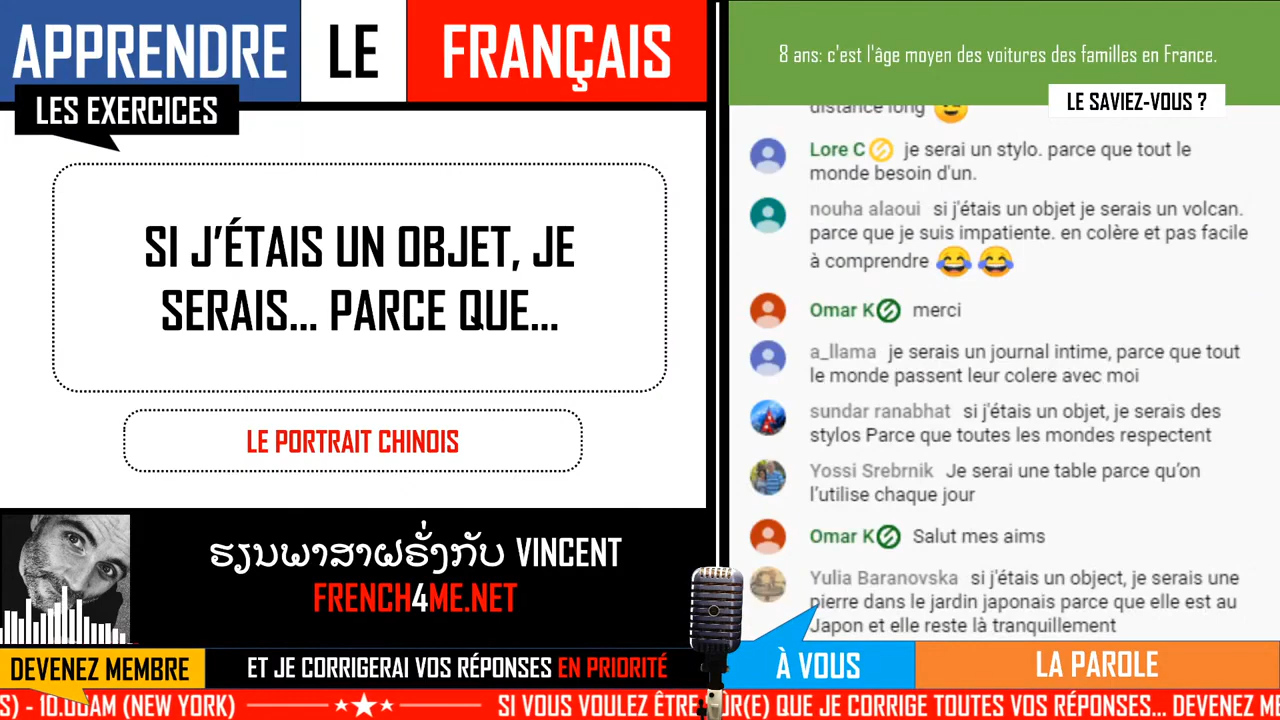 APPRENDRE LE FRANÇAIS
LES EXERCICES
SI J'ÉTAIS UN OBJET, JE
SERAIS... PARCE QUE...
LE PORTRAIT CHINOIS
ຮຽນພາສາຝຣັ່ງກັບ VINCENT
FRENCH4ME.NET
DEVENEZ MEMBRE
ET JE CORRIGERAI VOS RÉPONSES EN PRIORITÉ
8 ans: c'est l'âge moyen des voitures des familles en France.
LE SAVIEZ-VOUS ?
distance long 😅
Lore C je serai un stylo. parce que tout le
monde besoin d'un.
nouha alaoui si j'étais un objet je serais un volcan.
parce que je suis impatiente. en colère et pas facile
à comprendre 😂 😂
Omar K merci
a_llama je serais un journal intime, parce que tout
le monde passent leur colere avec moi
sundar ranabhat si j'étais un objet, je serais des
stylos Parce que toutes les mondes respectent
Yossi Srebrnik Je serai une table parce qu'on
l'utilise chaque jour
Omar K Salut mes aims
Yulia Baranovska si j'étais un object, je serais une
pierre dans le jardin japonais parce que elle est au
Japon et elle reste là tranquillement
À VOUS LA PAROLE
S) - 10.00AM (NEW YORK) SI VOUS VOULEZ ÊTRE SÛR(E) QUE JE CORRIGE TOUTES VOS RÉPONSES... DEVENEZ ME